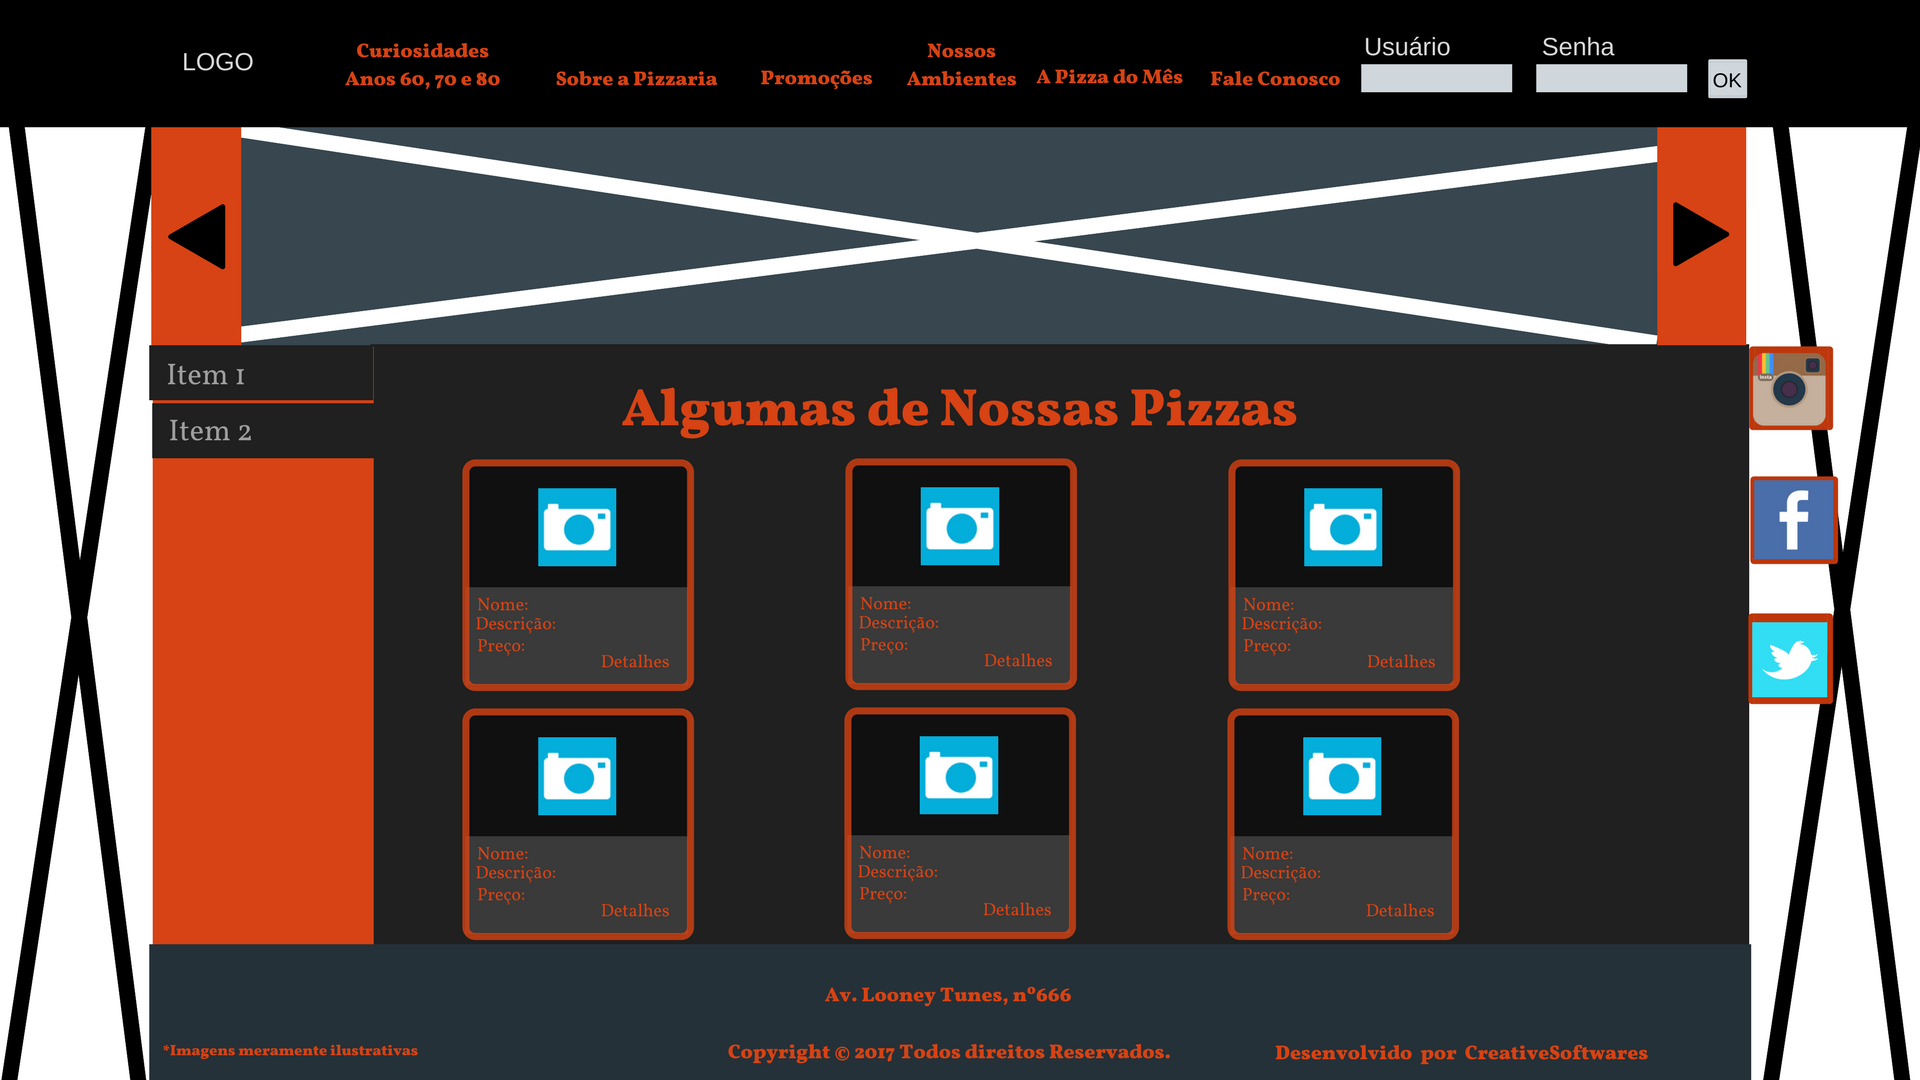 LOGO
Curiosidades
Anos 60, 70 e 80
Sobre a Pizzaria
Promoções
Nossos
Ambientes
A Pizza do Mês
Fale Conosco
Usuário
Senha
OK
Item 1
Item 2
Algumas de Nossas Pizzas
Insta
Nome:
Descrição:
Preço:
Detalhes
Nome:
Descrição:
Preço:
Detalhes
Nome:
Descrição:
Preço:
Detalhes
f
Nome:
Descrição:
Preço:
Detalhes
Nome:
Descrição:
Preço:
Detalhes
Nome:
Descrição:
Preço:
Detalhes
Av. Looney Tunes, nº666
*Imagens meramente ilustrativas
Copyright © 2017 Todos direitos Reservados.
Desenvolvido por CreativeSoftwares